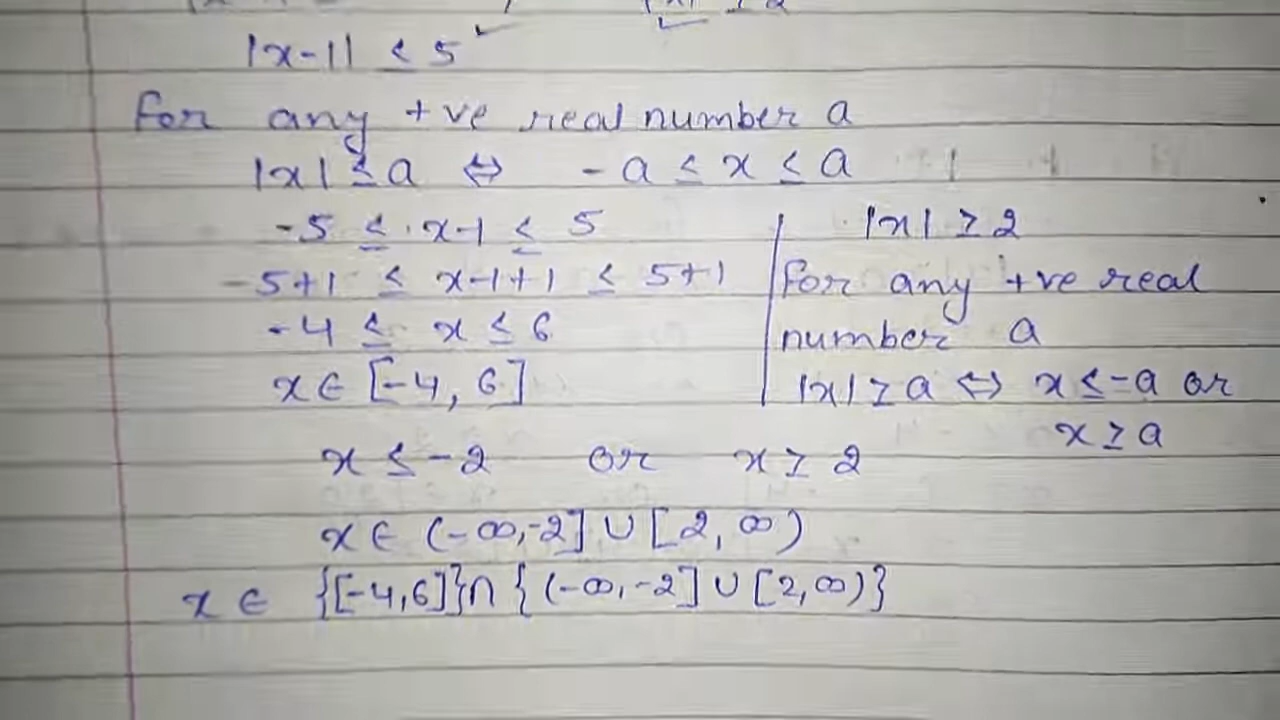 |x-1| ≤ 5
For any +ve real number a
|x| ≤ a ⇔ -a ≤ x ≤ a
-5 ≤ x-1 ≤ 5
-5+1 ≤ x-1+1 ≤ 5+1
-4 ≤ x ≤ 6
x ∈ [-4, 6]
|x| ≥ 2
for any +ve real
number a
|x| ≥ a ⇔ x ≤ -a or
x ≥ a
x ≤ -2 or x ≥ 2
x ∈ (-∞,-2] ∪ [2, ∞)
x ∈ {[-4,6]} ∩ {(-∞,-2] ∪ [2,∞)}